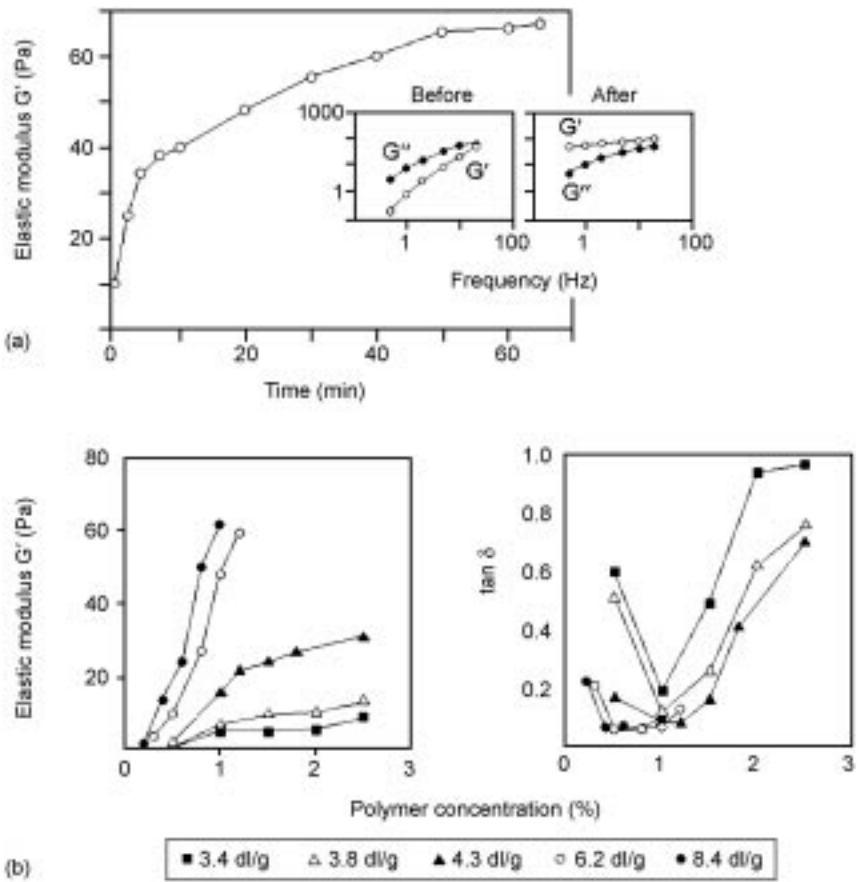 Elastic modulus G' (Pa)
60
40
20
0
20
40
60
Time (min)
(a)
Before
After
1000
1
G"
G'
G'
G"
1
100
1
100
Frequency (Hz)
Elastic modulus G' (Pa)
80
60
40
20
0
1
2
3
tan δ
1.0
0.8
0.6
0.4
0.2
0
1
2
3
Polymer concentration (%)
(b)
■ 3.4 dl/g △ 3.8 dl/g ▲ 4.3 dl/g ○ 6.2 dl/g ● 8.4 dl/g